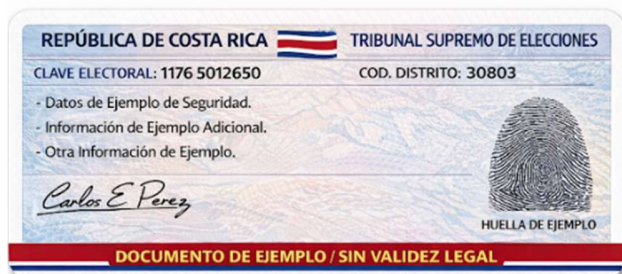 REPÚBLICA DE COSTA RICA TRIBUNAL SUPREMO DE ELECCIONES
CLAVE ELECTORAL: 1176 5012650 COD. DISTRITO: 30803
- Datos de Ejemplo de Seguridad.
- Información de Ejemplo Adicional.
- Otra Información de Ejemplo.
Carlos E Perez
HUELLA DE EJEMPLO
DOCUMENTO DE EJEMPLO / SIN VALIDEZ LEGAL